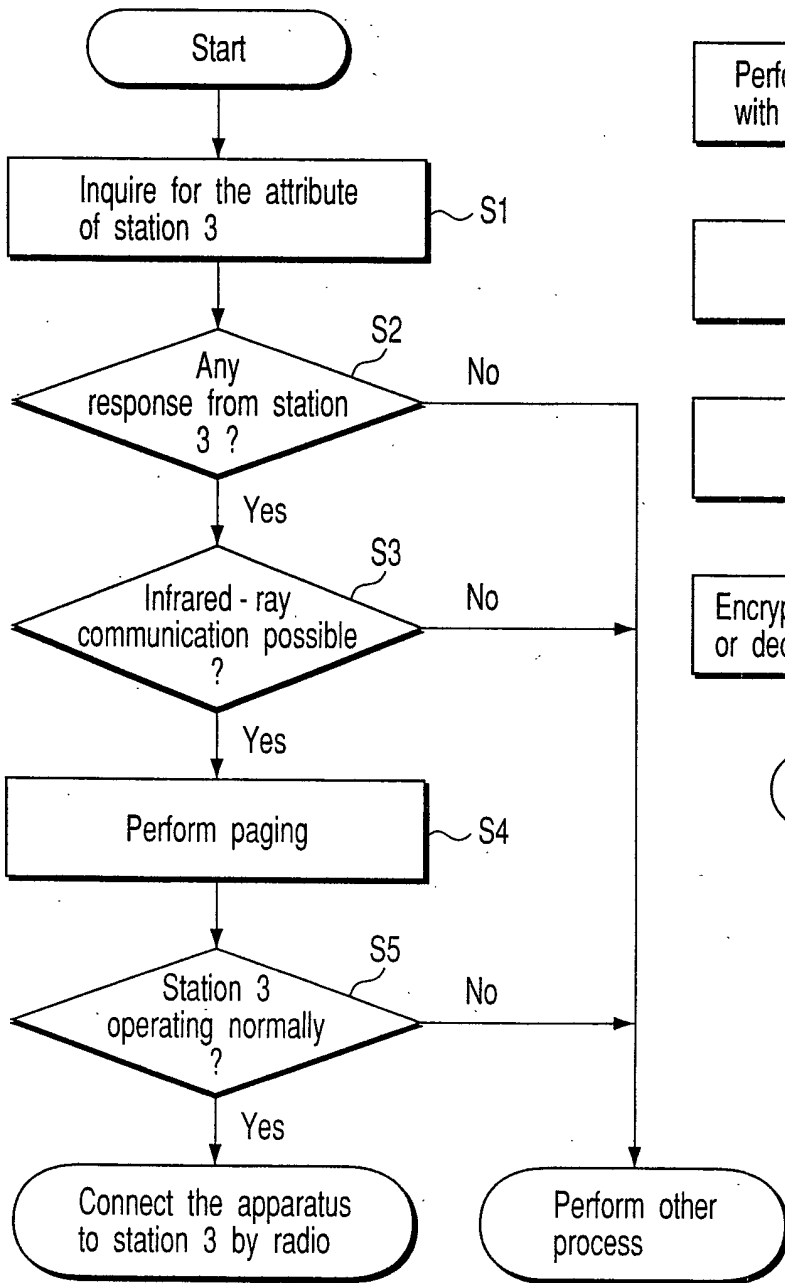 Start
Inquire for the attribute
of station 3
S1
S2
Any
response from station
3 ?
No
Yes
S3
Infrared - ray
communication possible
?
No
Yes
Perform paging
S4
S5
Station 3
operating normally
?
No
Yes
Connect the apparatus
to station 3 by radio
Perform other
process
with
or